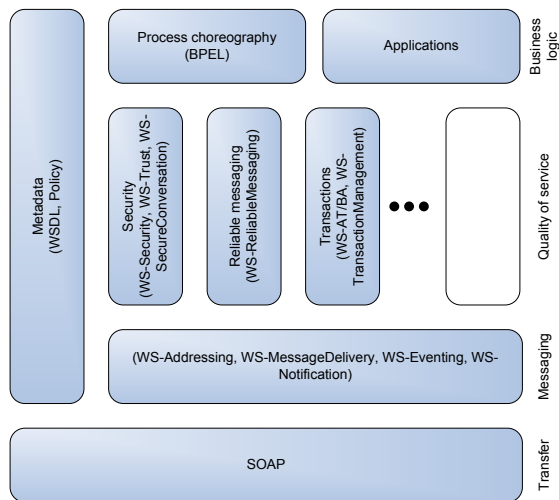 Process choreography
(BPEL)
Applications
Business
logic
Metadata
(WSDL, Policy)
Security
(WS-Security, WS-Trust, WS-
SecureConversation)
Reliable messaging
(WS-ReliableMessaging)
Transactions
(WS-AT/BA, WS-
TransactionManagement)
Quality of service
(WS-Addressing, WS-MessageDelivery, WS-Eventing, WS-
Notification)
Messaging
SOAP
Transfer